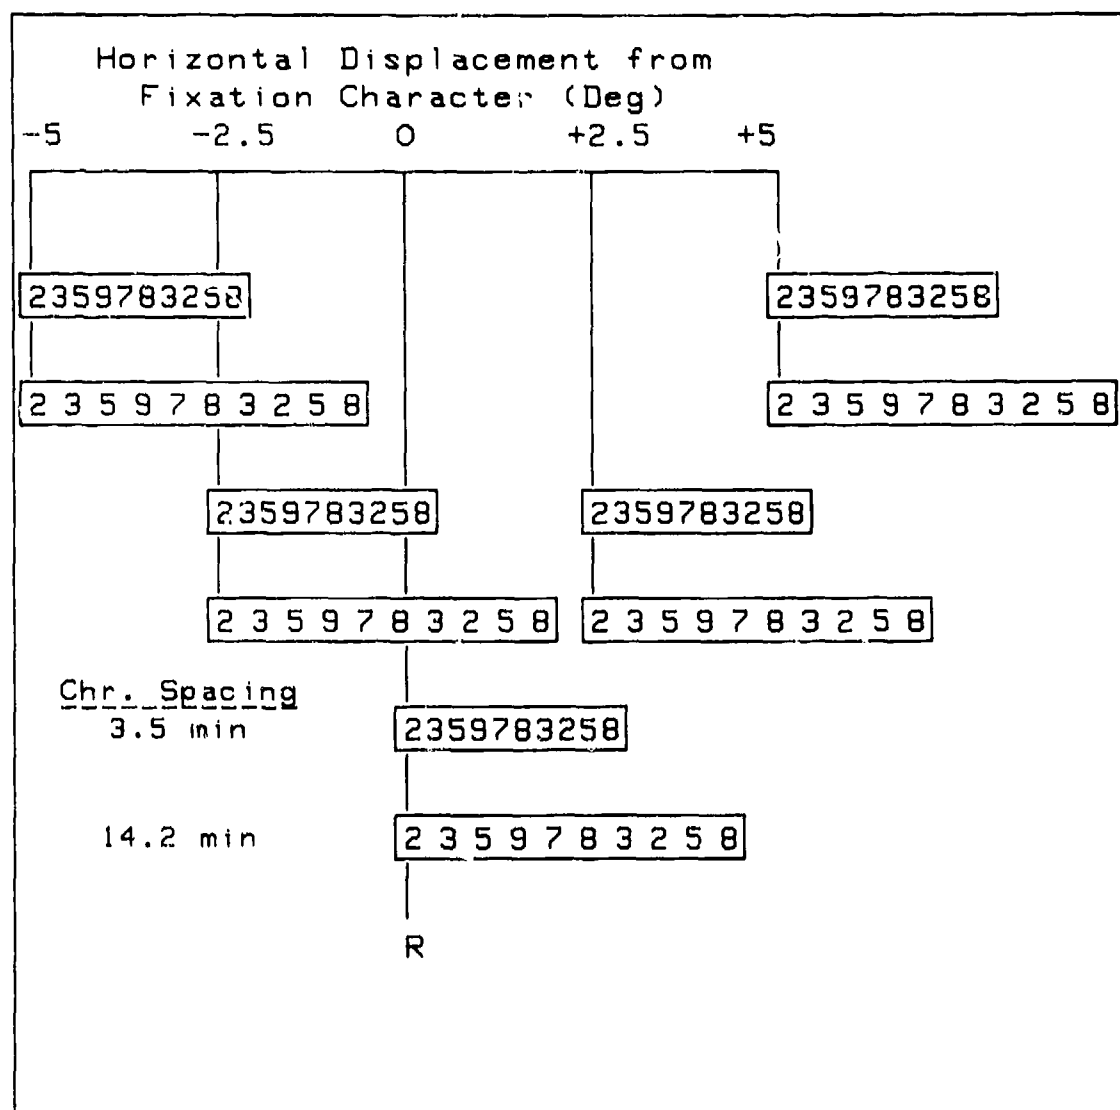 Horizontal Displacement from
Fixation Character (Deg)
-5 -2.5 0 +2.5 +5
2359783258 2359783258
2 3 5 9 7 8 3 2 5 8 2 3 5 9 7 8 3 2 5 8
2359783258 2359783258
2 3 5 9 7 8 3 2 5 8 2 3 5 9 7 8 3 2 5 8
Chr. Spacing
3.5 min 2359783258
14.2 min 2 3 5 9 7 8 3 2 5 8
R